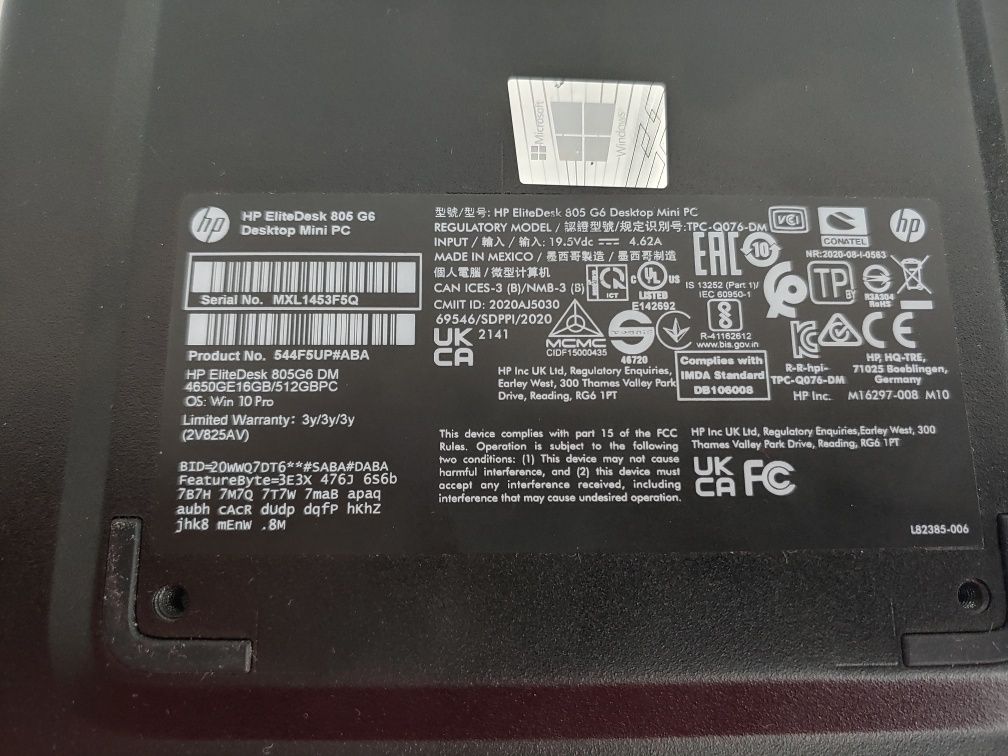 Microsoft
Windows
hp
HP EliteDesk 805 G6
Desktop Mini PC
Serial No. MXL1453F5Q
Product No. 544F5UP#ABA
HP EliteDesk 805G6 DM
4650GE16GB/512GBPC
OS: Win 10 Pro
Limited Warranty: 3y/3y/3y
(2V825AV)
BID=20WWQ7DT6**#SABA#DABA
FeatureByte=3E3X 476J 6S6b
7B7H 7M7Q 7T7W 7maB apaq
aubh cAcR dUdp dqfP hKhZ
jhk8 mEnw .8M
型號/型号: HP EliteDesk 805 G6 Desktop Mini PC
REGULATORY MODEL / 認證型號/规定识别号:TPC-Q076-DM
INPUT / 輸入 / 输入: 19.5Vdc 4.62A
MADE IN MEXICO / 墨西哥製造 / 墨西哥制造
個人電腦 / 微型计算机
CAN ICES-3 (B)/NMB-3 (B)
CMIIT ID: 2020AJ5030
69546/SDPPI/2020
UK
CA
2141
ICT
C UL US
LISTED
E142692
MCMC
CIDF15000435
46720
EAC
10
IS 13252 (Part 1)/
IEC 60950-1
R-41162612
www.bis.gov.in
Complies with
IMDA Standard
DB106008
VCI
CONATEL
NR:2020-08-I-0563
hp
TP
BY
R3A304
RoHS
KC
CE
R-R-hpi-
TPC-Q076-DM
HP, HQ-TRE,
71025 Boeblingen,
Germany
HP Inc. M16297-008 M10
HP Inc UK Ltd, Regulatory Enquiries,
Earley West, 300 Thames Valley Park
Drive, Reading, RG6 1PT
This device complies with part 15 of the FCC
Rules. Operation is subject to the following
two conditions: (1) This device may not cause
harmful interference, and (2) this device must
accept any interference received, including
interference that may cause undesired operation.
HP Inc UK Ltd, Regulatory Enquiries,Earley West, 300
Thames Valley Park Drive, Reading, RG6 1PT
UK
CA
FC
L82385-006